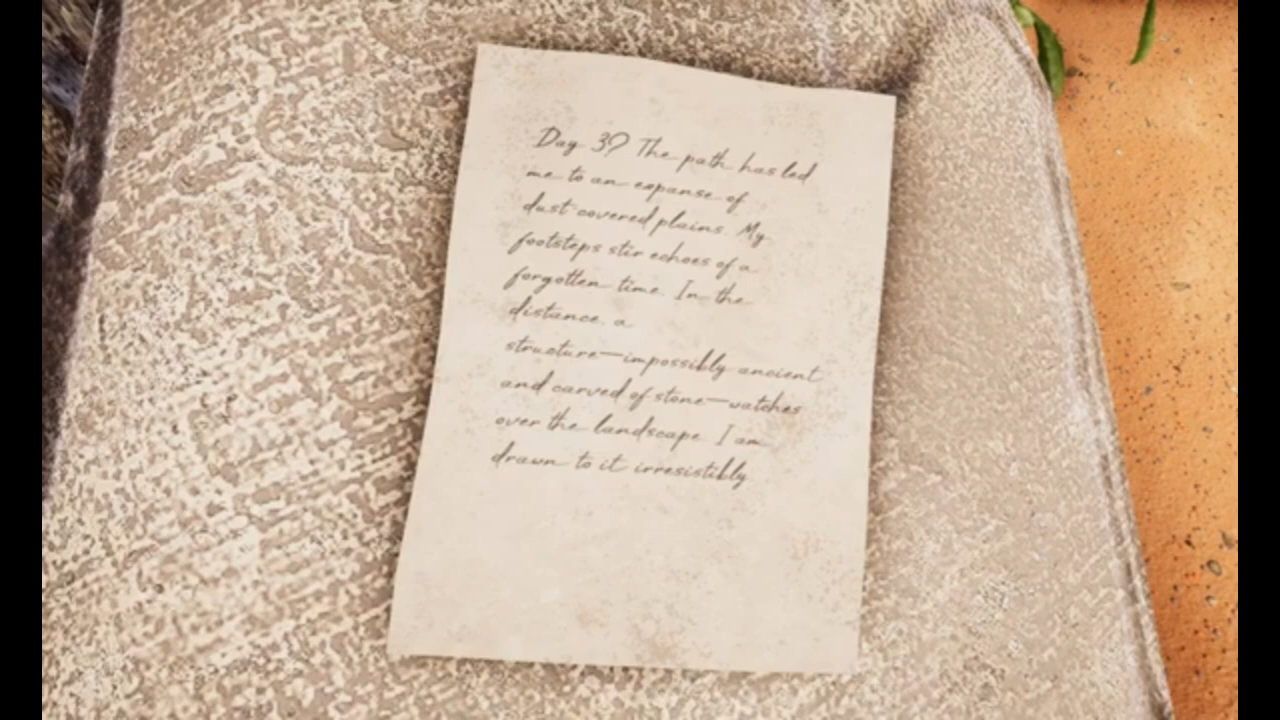 Day 3? The path has led
me to an expanse of
dust-covered plains. My
footsteps stir echoes of a
forgotten time. In the
distance, a
structure—impossibly ancient
and carved of stone—watches
over the landscape. I am
drawn to it irresistibly